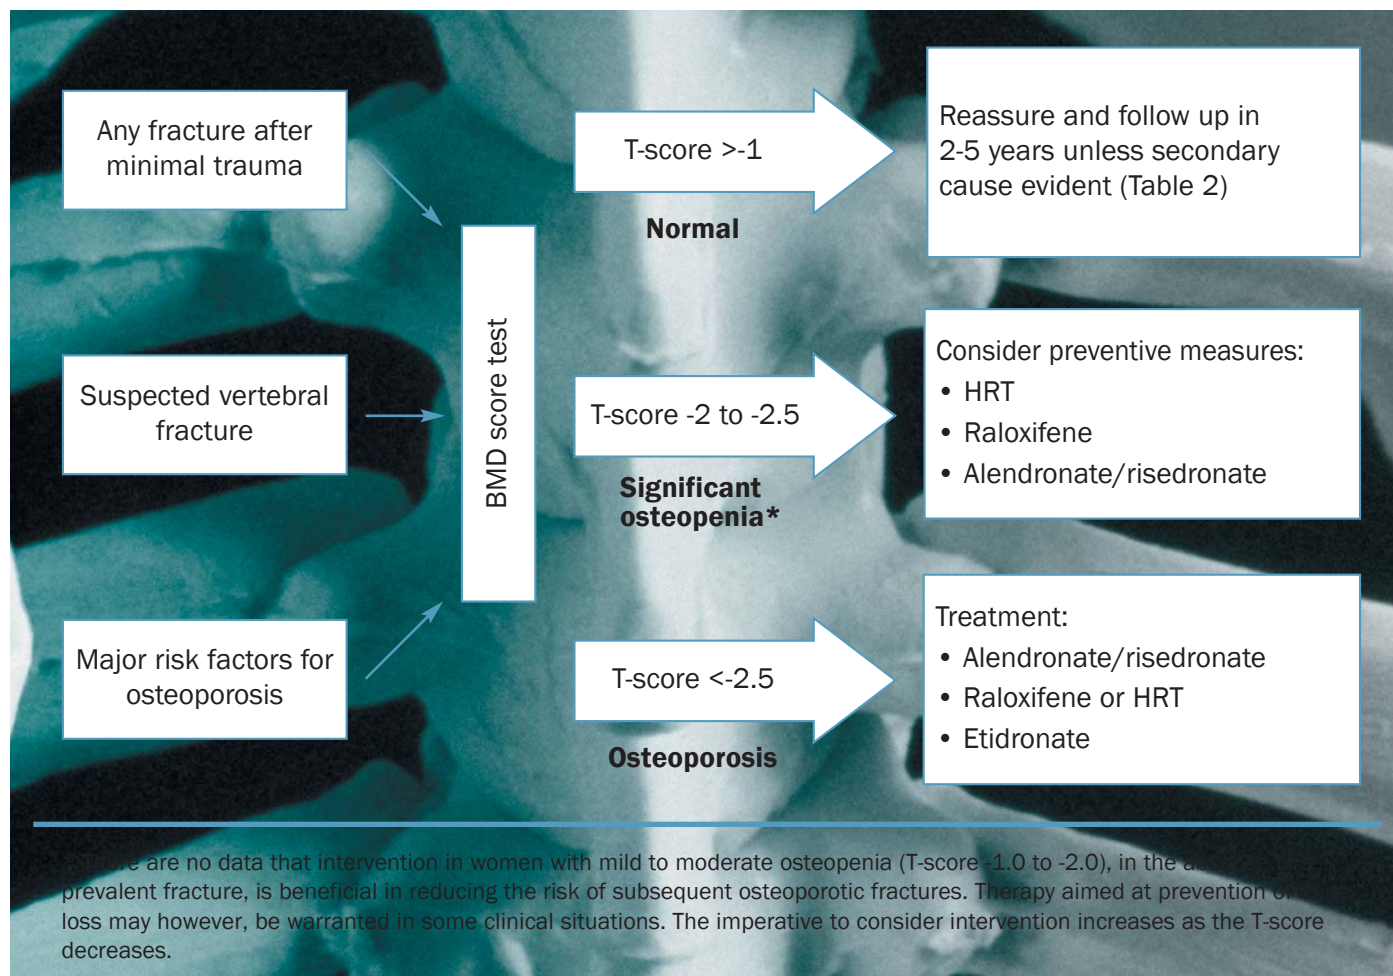 Any fracture after
minimal trauma
Suspected vertebral
fracture
Major risk factors for
osteoporosis
BMD score test
T-score >-1
Normal
T-score -2 to -2.5
Significant
osteopenia*
T-score <-2.5
Osteoporosis
Reassure and follow up in
2-5 years unless secondary
cause evident (Table 2)
Consider preventive measures:
• HRT
• Raloxifene
• Alendronate/risedronate
Treatment:
• Alendronate/risedronate
• Raloxifene or HRT
• Etidronate
are no data that intervention in women with mild to moderate osteopenia (T-score -1.0 to -2.0), in the
prevalent fracture, is beneficial in reducing the risk of subsequent osteoporotic fractures. Therapy aimed at prevention
loss may however, be warranted in some clinical situations. The imperative to consider intervention increases as the T-score
decreases.